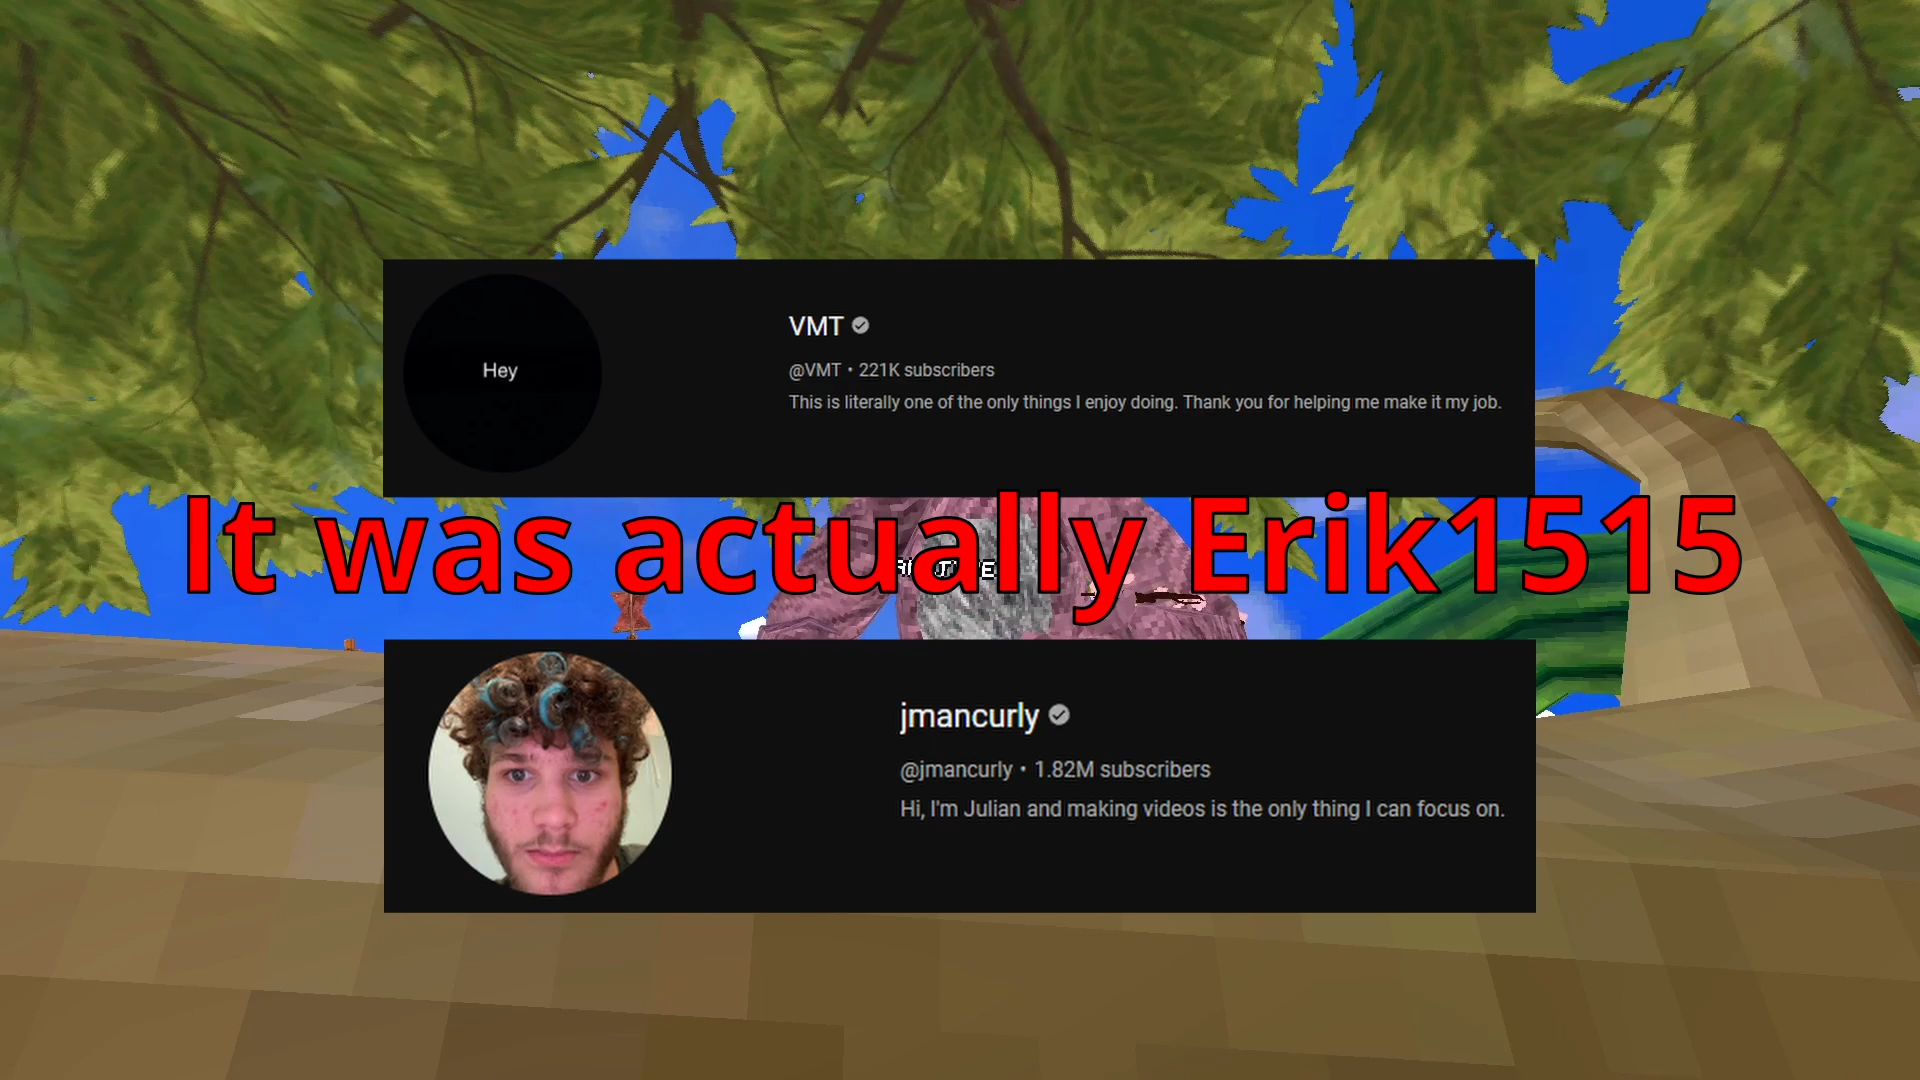 Hey
VMT
@VMT • 221K subscribers
This is literally one of the only things I enjoy doing. Thank you for helping me make it my job.
It was actually Erik1515
jmancurly
@jmancurly • 1.82M subscribers
Hi, I'm Julian and making videos is the only thing I can focus on.